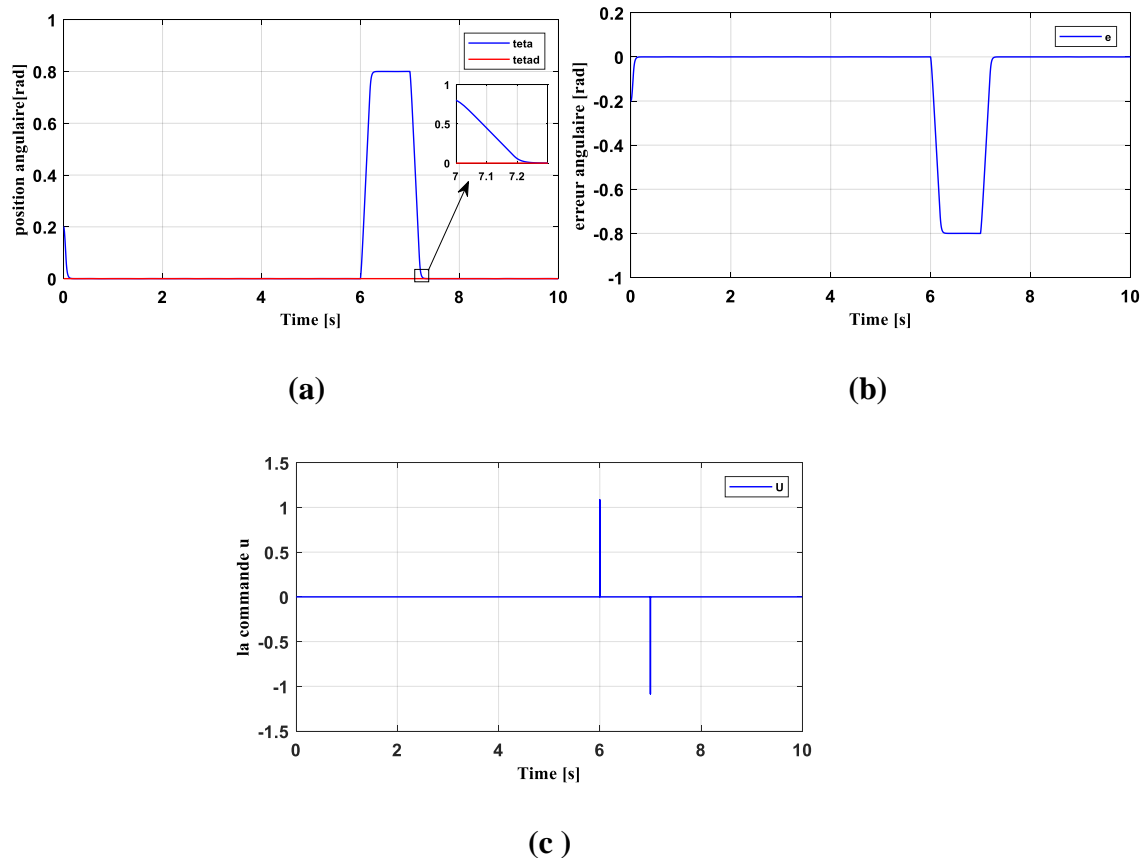 1
0.8
0.6
0.4
0.2
0
position angulaire[rad]
teta
tetad
1
0.5
0
7 7.1 7.2
0 2 4 6 8 10
Time [s]
(a)
0.2
0
-0.2
-0.4
-0.6
-0.8
-1
erreur angulaire [rad]
e
0 2 4 6 8 10
Time [s]
(b)
1.5
1
0.5
0
-0.5
-1
-1.5
la commande u
U
0 2 4 6 8 10
Time [s]
(c )